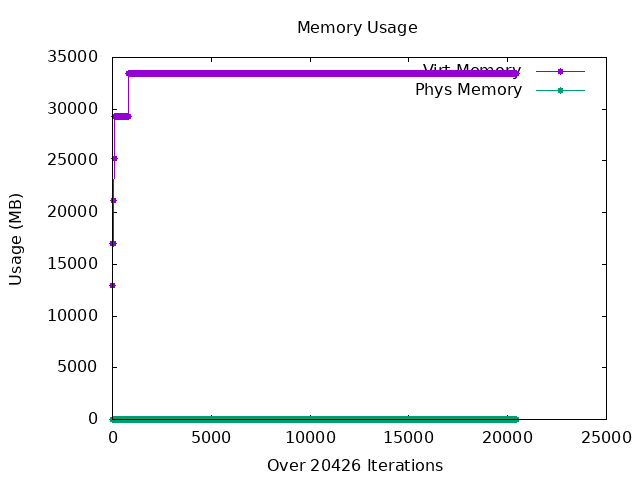 Memory Usage
35000
Virt Memory
Phys Memory
30000
25000
20000
Usage (MB)
15000
10000
5000
0
0 5000 10000 15000 20000 25000
Over 20426 Iterations